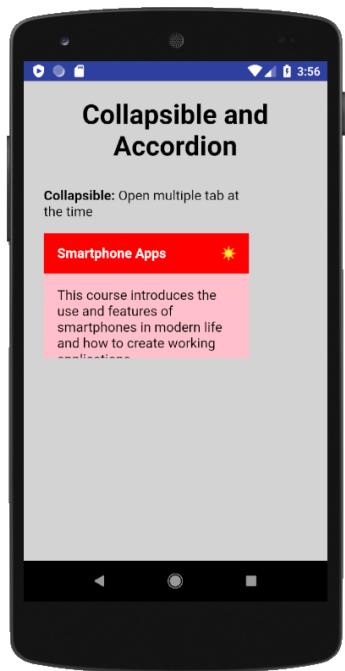 3:56
Collapsible and
Accordion
Collapsible: Open multiple tab at
the time
Smartphone Apps
This course introduces the
use and features of
smartphones in modern life
and how to create working
applications